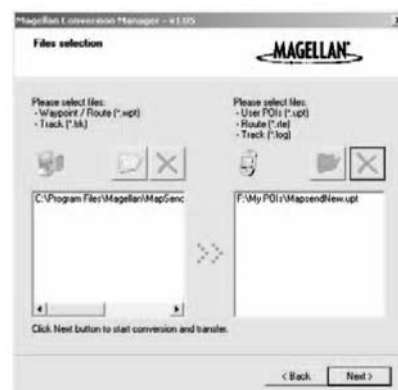 Magellan Conversion Manager - v1.05
Files selection
MAGELLAN
Please select files:
- Waypoint / Route (*.wpt)
- Track (*.trk)
Please select files:
- User POIs (*.upt)
- Route (*.rte)
- Track (*.log)
C:\Program Files\Magellan\MapSenc
F:\My POIs\MapsendNew.upt
Click Next button to start conversion and transfer.
< Back
Next >